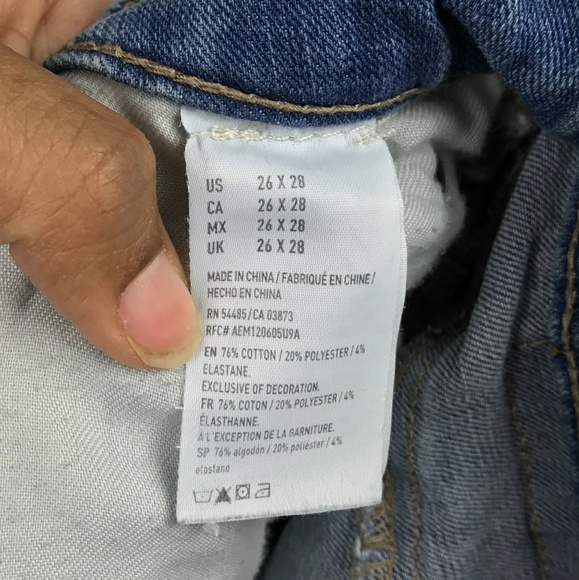 US 26 X 28
CA 26 X 28
MX 26 X 28
UK 26 X 28
MADE IN CHINA / FABRIQUÉ EN CHINE /
HECHO EN CHINA
RN 54485/CA 03873
RFC# AEM120605U9A
EN 76% COTTON / 20% POLYESTER / 4%
ELASTANE.
EXCLUSIVE OF DECORATION.
FR 76% COTON / 20% POLYESTER / 4%
ÉLASTHANNE.
À L'EXCEPTION DE LA GARNITURE.
SP 76% algodón / 20% poliéster / 4%
elastano